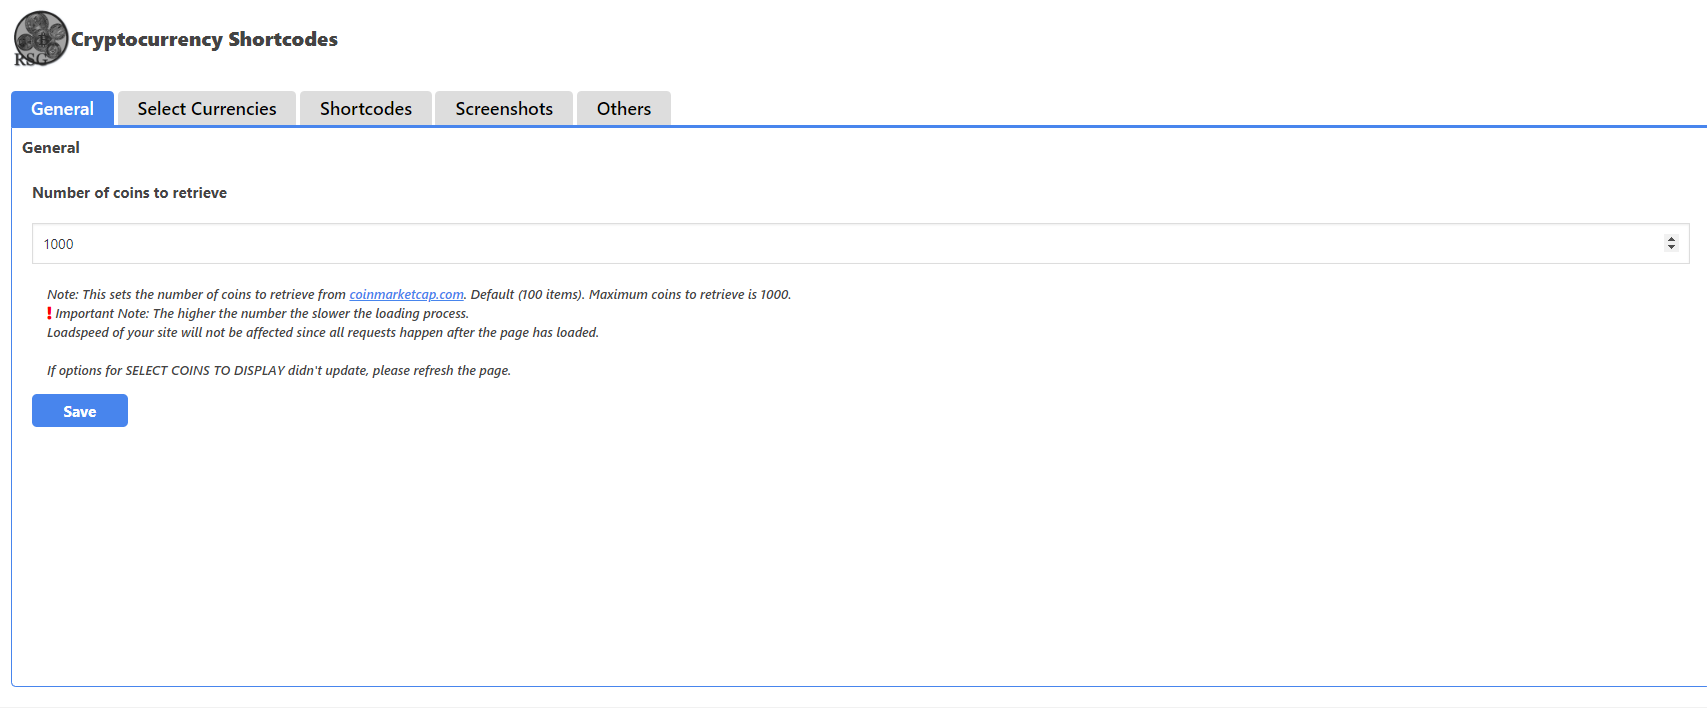 RSG
Cryptocurrency Shortcodes
General
Select Currencies
Shortcodes
Screenshots
Others
General
Number of coins to retrieve
1000
Note: This sets the number of coins to retrieve from coinmarketcap.com. Default (100 items). Maximum coins to retrieve is 1000.
! Important Note: The higher the number the slower the loading process.
Loadspeed of your site will not be affected since all requests happen after the page has loaded.
If options for SELECT COINS TO DISPLAY didn't update, please refresh the page.
Save